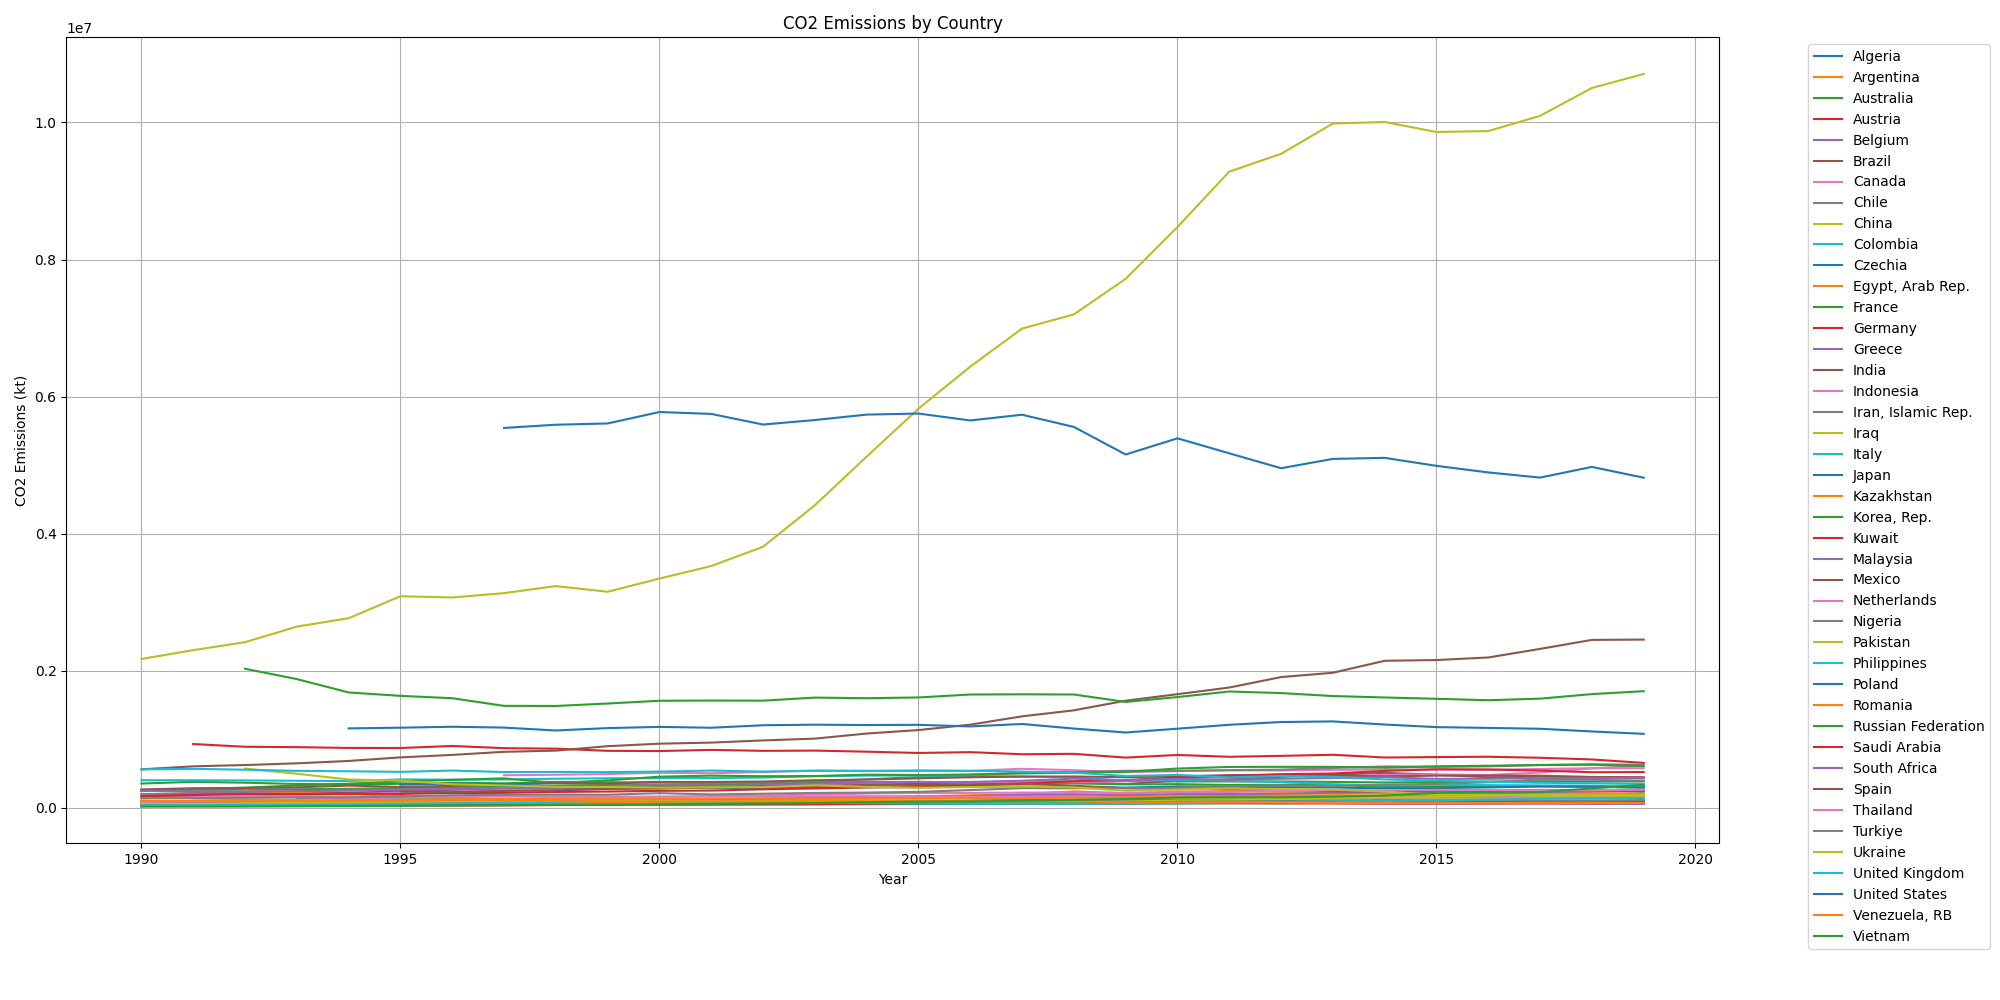 CO2 Emissions by Country
1e7
1.0
0.8
0.6
0.4
0.2
0.0
CO2 Emissions (kt)
1990 1995 2000 2005 2010 2015 2020
Year
Algeria
Argentina
Australia
Austria
Belgium
Brazil
Canada
Chile
China
Colombia
Czechia
Egypt, Arab Rep.
France
Germany
Greece
India
Indonesia
Iran, Islamic Rep.
Iraq
Italy
Japan
Kazakhstan
Korea, Rep.
Kuwait
Malaysia
Mexico
Netherlands
Nigeria
Pakistan
Philippines
Poland
Romania
Russian Federation
Saudi Arabia
South Africa
Spain
Thailand
Turkiye
Ukraine
United Kingdom
United States
Venezuela, RB
Vietnam